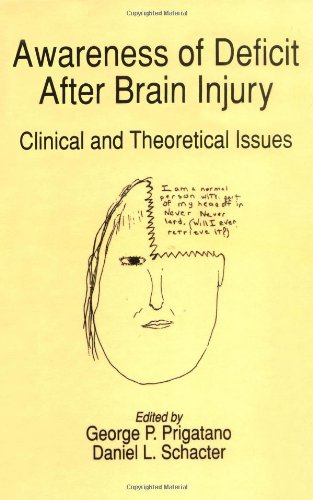 Awareness of Deficit
After Brain Injury
Clinical and Theoretical Issues
I am a normal
person with part
of my head off in
Never Never
land. (Will I ever
retrieve it?)
Edited by
George P. Prigatano
Daniel L. Schacter